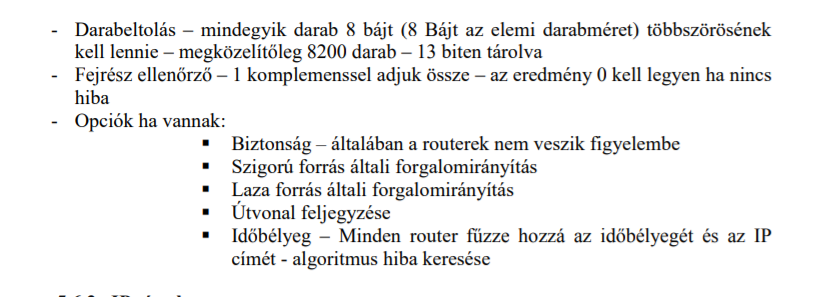 - Darabeltolás – mindegyik darab 8 bájt (8 Bájt az elemi darabméret) többszörösének
kell lennie – megközelítőleg 8200 darab – 13 biten tárolva
- Fejrész ellenőrző – 1 komplemenssel adjuk össze – az eredmény 0 kell legyen ha nincs
hiba
- Opciók ha vannak:
▪ Biztonság – általában a routerek nem veszik figyelembe
▪ Szigorú forrás általi forgalomirányítás
▪ Laza forrás általi forgalomirányítás
▪ Útvonal feljegyzése
▪ Időbélyeg – Minden router fűzze hozzá az időbélyegét és az IP
címét - algoritmus hiba keresése